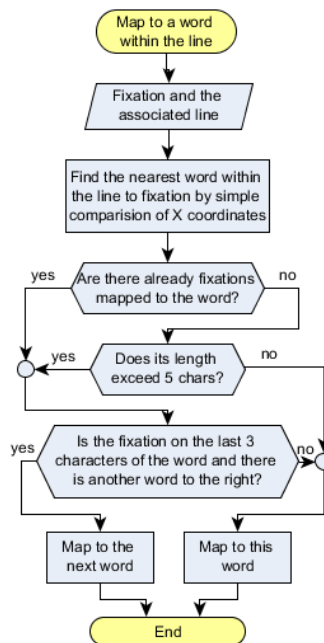 Map to a word
within the line
Fixation and the
associated line
Find the nearest word within
the line to fixation by simple
comparision of X coordinates
yes
Are there already fixations
mapped to the word?
no
yes
Does its length
exceed 5 chars?
no
yes
Is the fixation on the last 3
characters of the word and there
is another word to the right?
no
Map to the
next word
Map to this
word
End